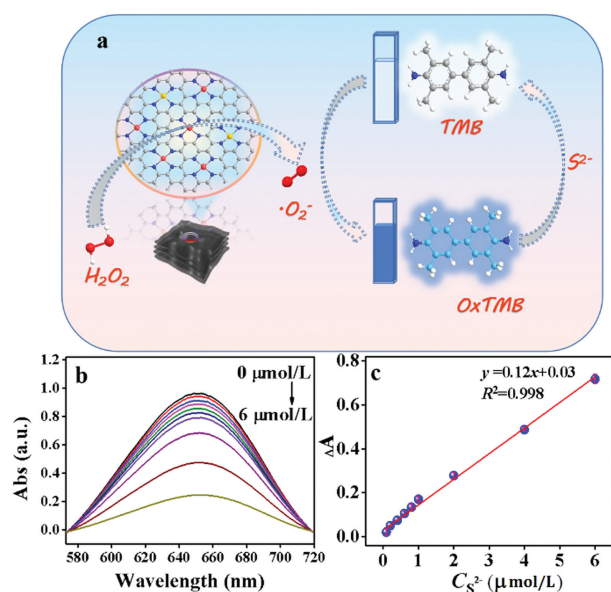 a
TMB
S²⁻
·O₂⁻
H₂O₂
OxTMB
b
0 μmol/L
6 μmol/L
1.2
1.0
0.8
0.6
0.4
0.2
0.0
Abs (a.u.)
580 600 620 640 660 680 700 720
Wavelength (nm)
c
y =0.12x+0.03
R²=0.998
0.8
0.6
0.4
0.2
0.0
ΔA
0 1 2 3 4 5 6
C_S²⁻ (μmol/L)